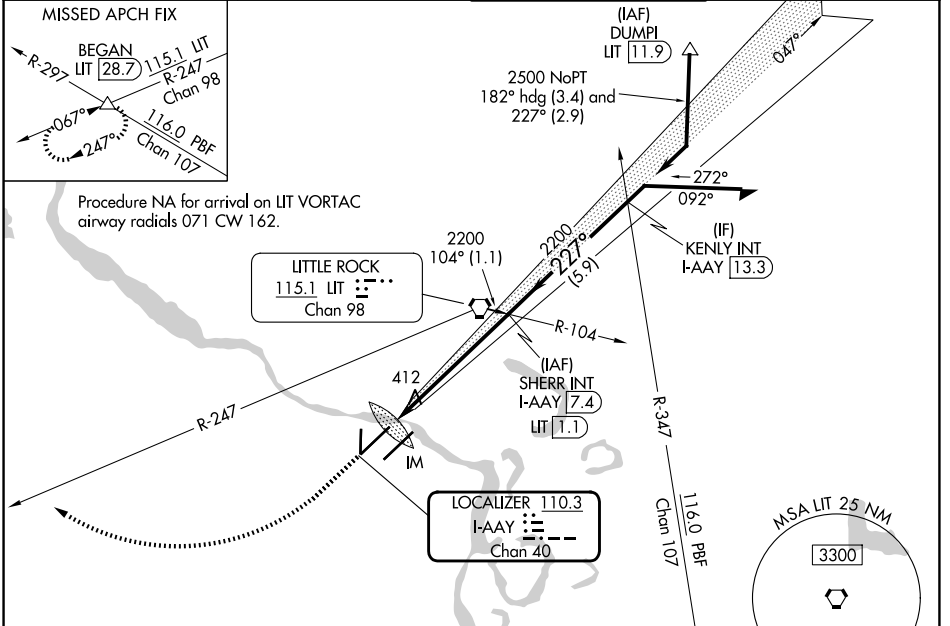 MISSED APCH FIX
BEGAN
LIT 28.7
R-297
115.1 LIT
R-247
Chan 98
067°
247°
116.0 PBF
Chan 107
Procedure NA for arrival on LIT VORTAC
airway radials 071 CW 162.
(IAF)
DUMPI
LIT 11.9
2500 NoPT
182° hdg (3.4) and
227° (2.9)
047°
272°
092°
(IF)
KENLY INT
I-AAY 13.3
2200
227°
(5.9)
2200
104° (1.1)
LITTLE ROCK
115.1 LIT
Chan 98
R-104
(IAF)
SHERR INT
I-AAY 7.4
LIT 1.1
412
R-247
IM
R-347
116.0 PBF
Chan 107
LOCALIZER 110.3
I-AAY
Chan 40
MSA LIT 25 NM
3300